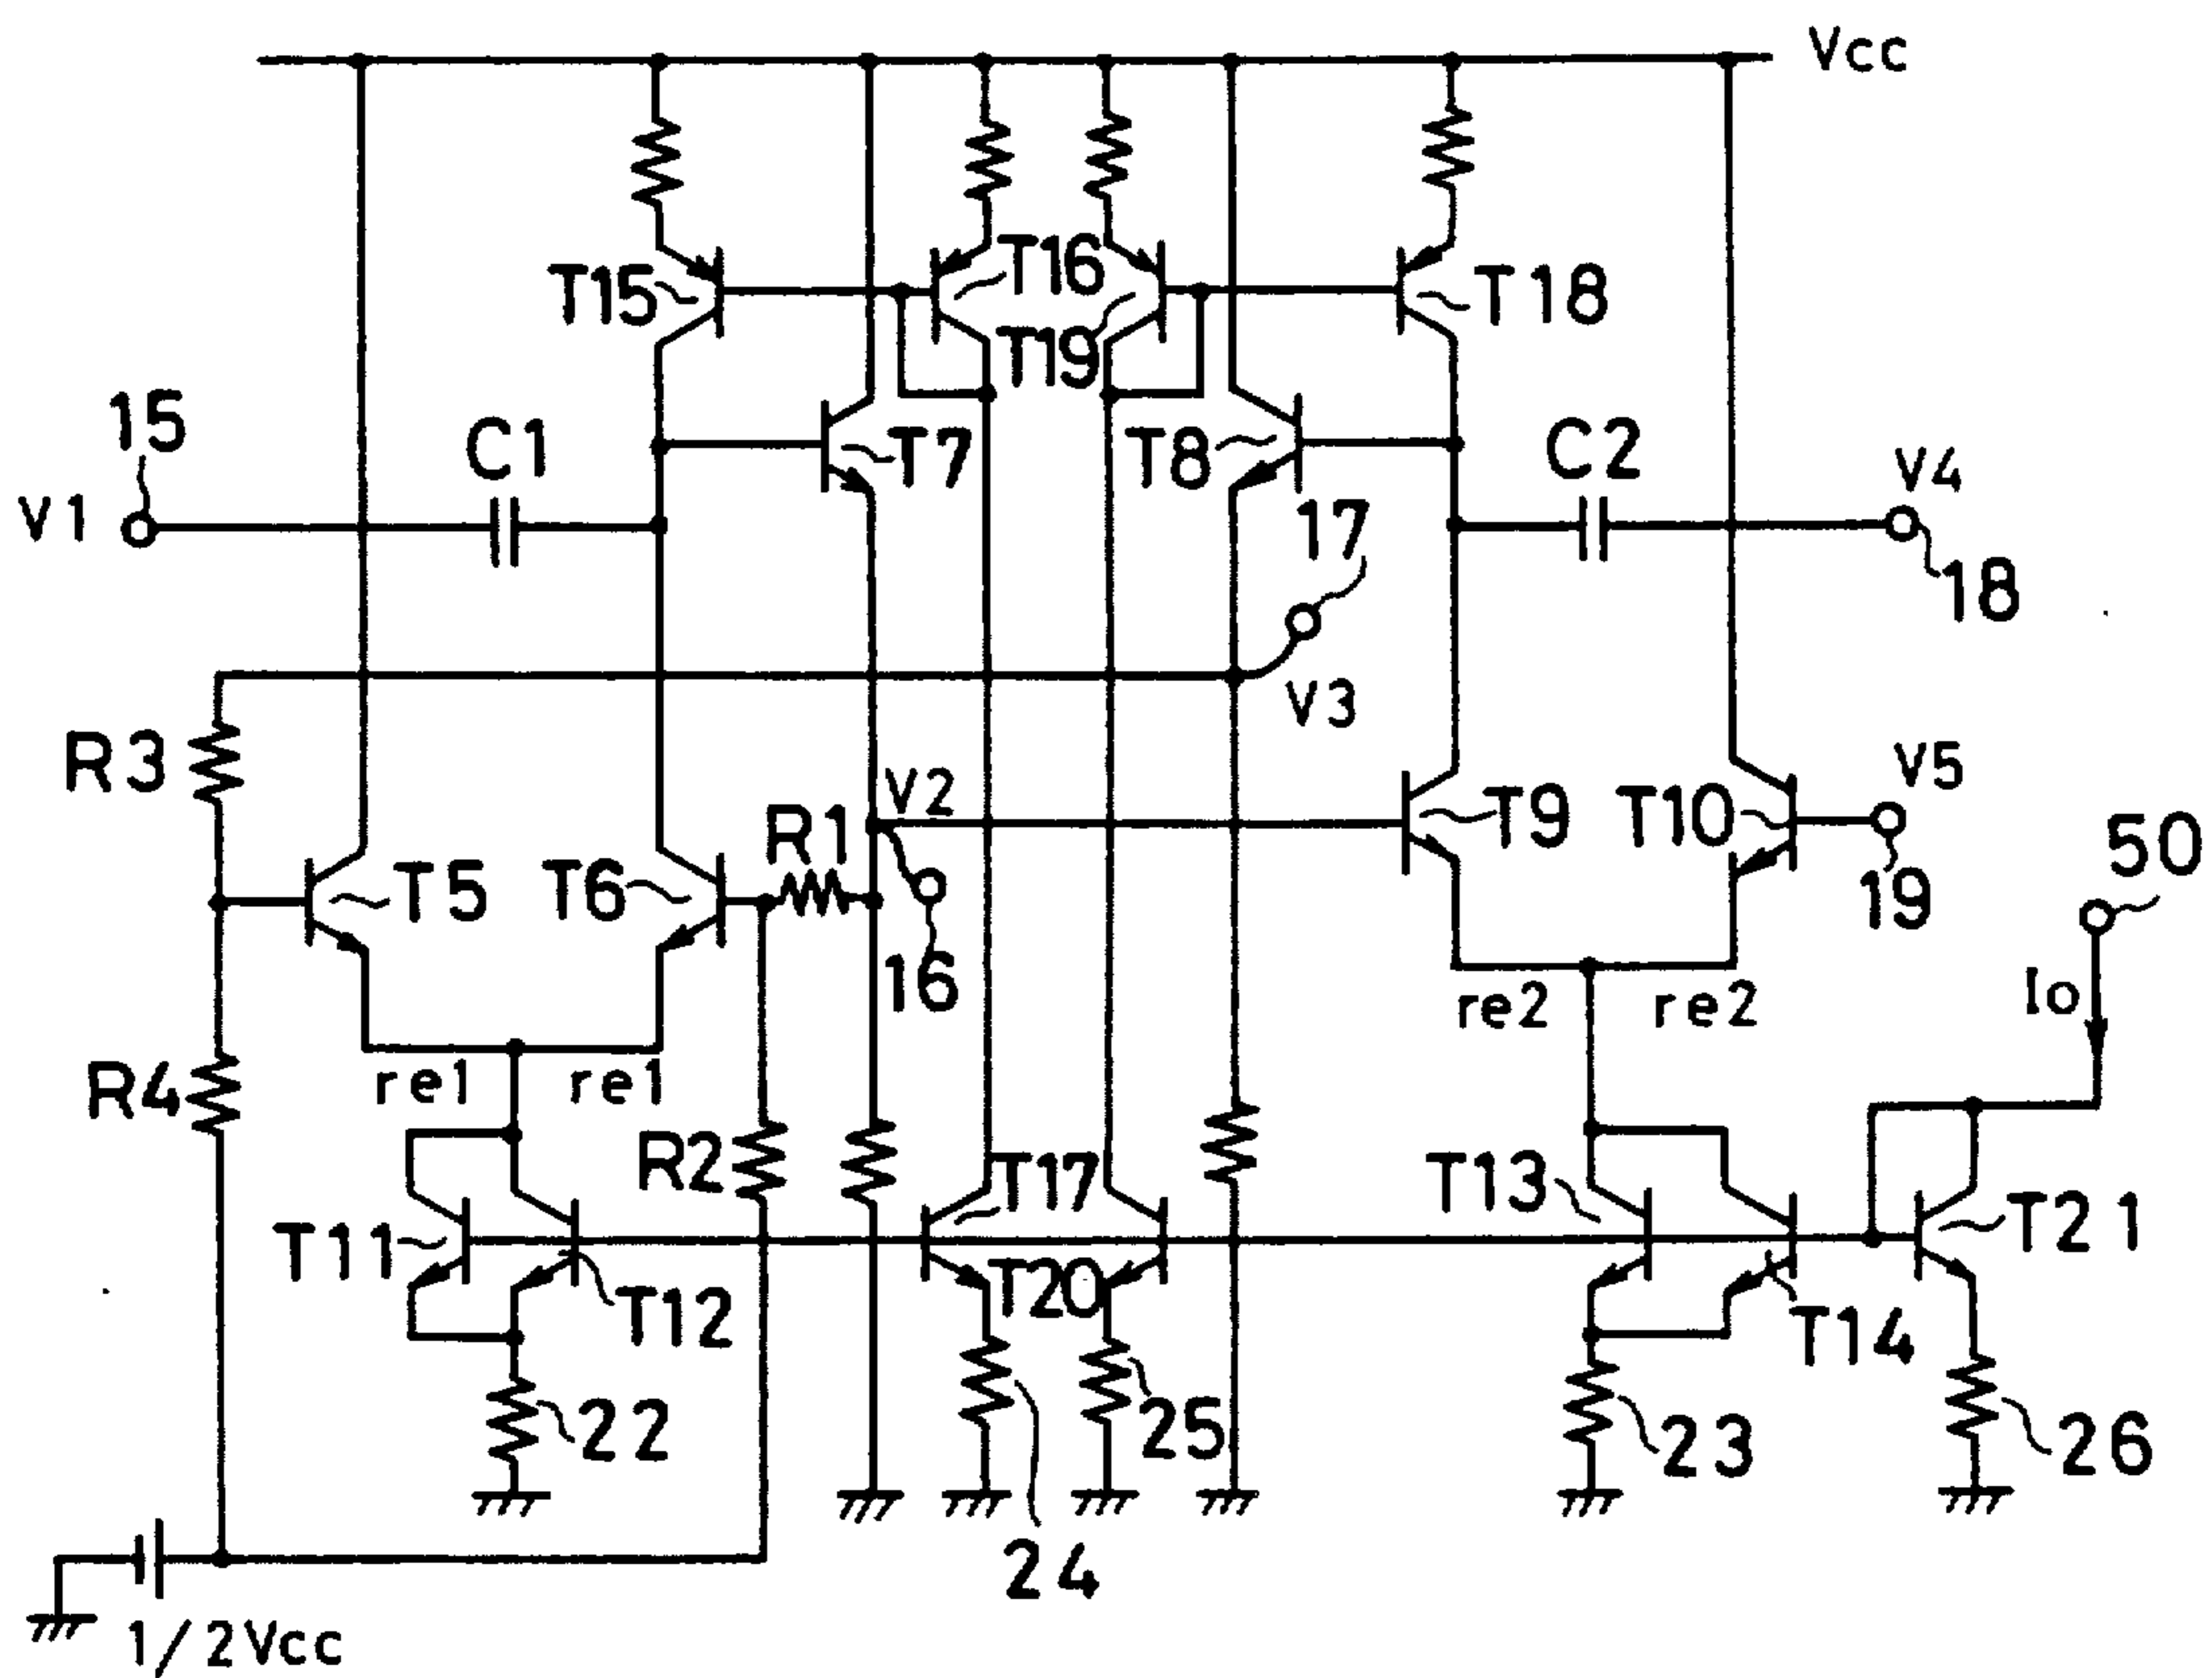 Vcc
T15
T16
T19
T18
15
C1
T7
T8
C2
V4
V1
17
18
V3
R3
V2
V5
R1
T9
T10
50
T5
T6
19
16
Io
re2
re2
R4
re1
re1
R2
T17
T13
T11
T21
T20
T12
T14
22
25
23
26
24
1/2Vcc